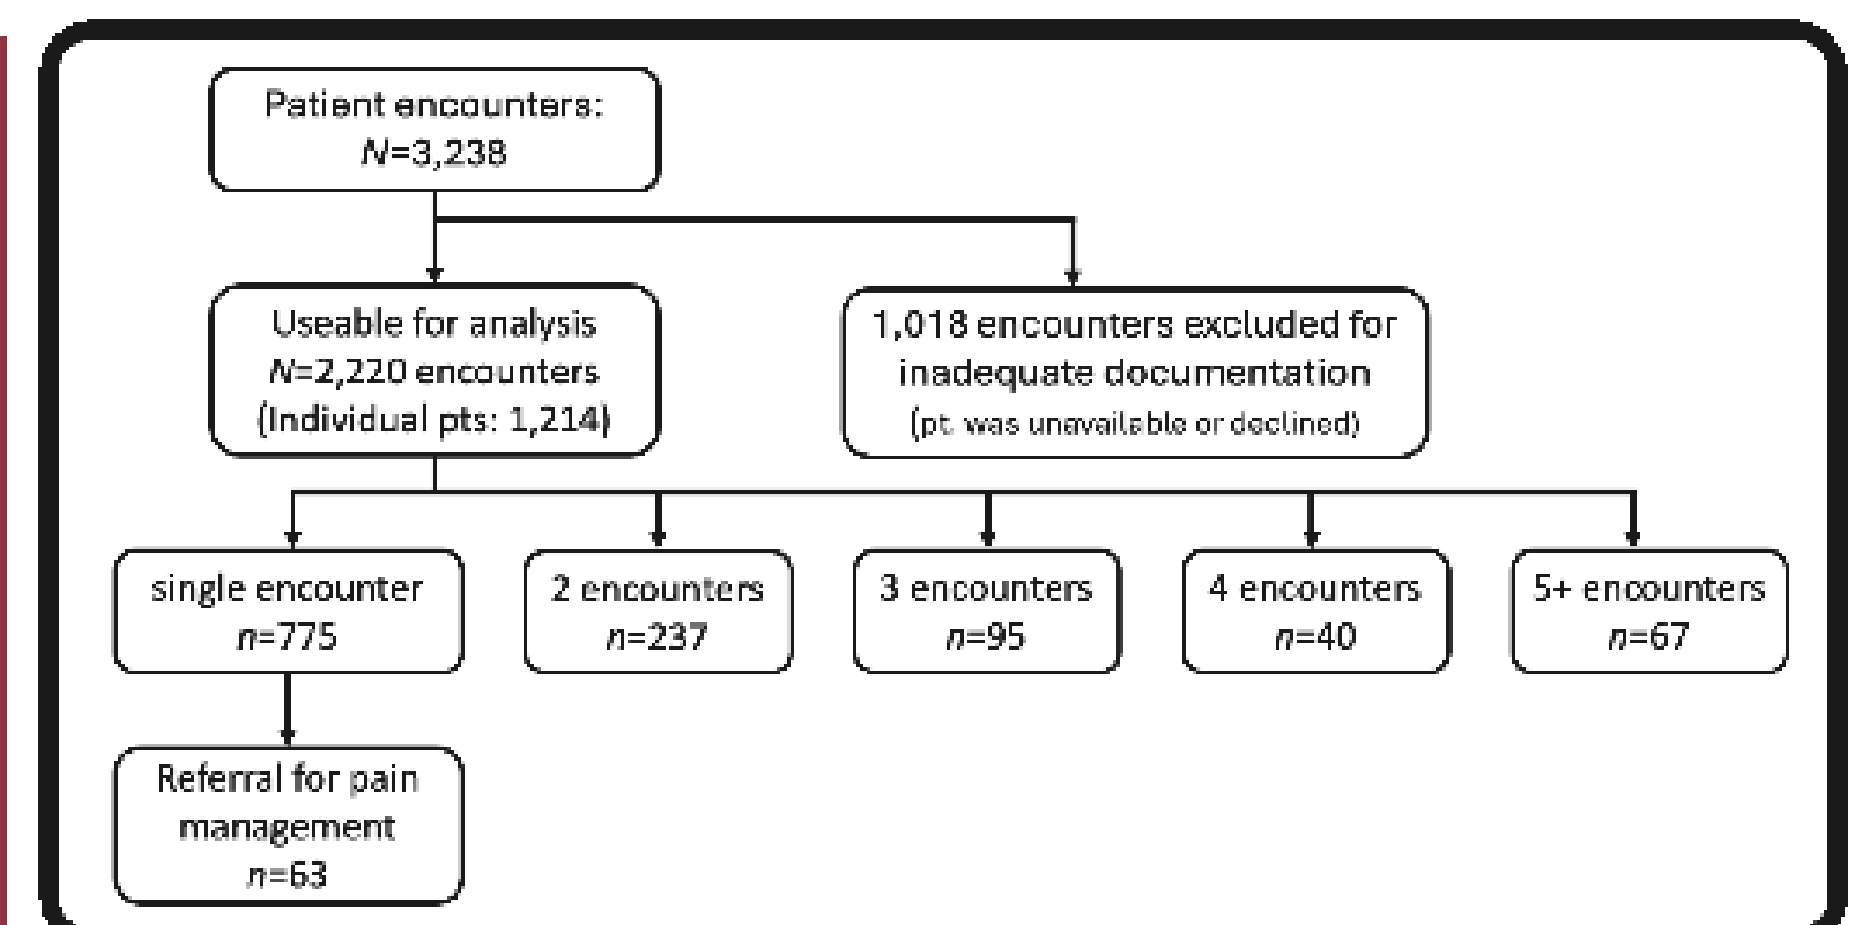 Patient encounters:
N=3,238
Useable for analysis
N=2,220 encounters
(Individual pts: 1,214)
1,018 encounters excluded for
inadequate documentation
(pt. was unavailable or declined)
single encounter
n=775
2 encounters
n=237
3 encounters
n=95
4 encounters
n=40
5+ encounters
n=67
Referral for pain
management
n=63